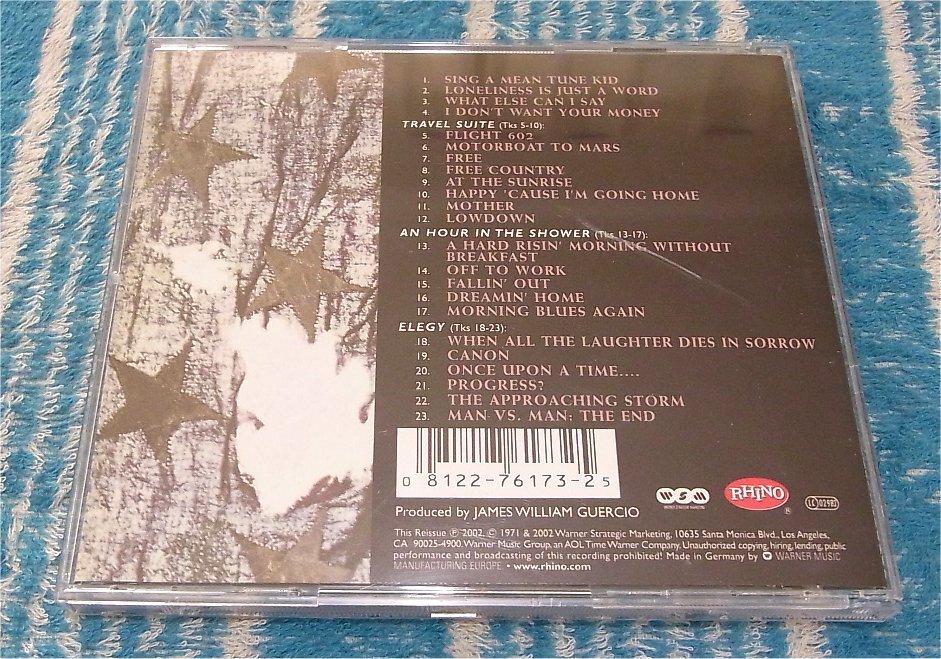 1. SING A MEAN TUNE KID
2. LONELINESS IS JUST A WORD
3. WHAT ELSE CAN I SAY
4. I DON'T WANT YOUR MONEY
TRAVEL SUITE (Tks 5-10):
5. FLIGHT 602
6. MOTORBOAT TO MARS
7. FREE
8. FREE COUNTRY
9. AT THE SUNRISE
10. HAPPY 'CAUSE I'M GOING HOME
11. MOTHER
12. LOWDOWN
AN HOUR IN THE SHOWER (Tks 13-17):
13. A HARD RISIN' MORNING WITHOUT
BREAKFAST
14. OFF TO WORK
15. FALLIN' OUT
16. DREAMIN' HOME
17. MORNING BLUES AGAIN
ELEGY (Tks 18-23):
18. WHEN ALL THE LAUGHTER DIES IN SORROW
19. CANON
20. ONCE UPON A TIME....
21. PROGRESS?
22. THE APPROACHING STORM
23. MAN VS. MAN: THE END
0 8122-76173-2 5
Produced by JAMES WILLIAM GUERCIO
WSM
RHINO ®
LC 02982
This Reissue ℗ 2002, © 1971 & 2002 Warner Strategic Marketing, 10635 Santa Monica Blvd., Los Angeles,
CA 90025-4900. Warner Music Group, an AOL Time Warner Company. Unauthorized copying, hiring, lending, public
performance and broadcasting of this recording prohibited! Made in Germany by WARNER MUSIC
MANUFACTURING EUROPE • www.rhino.com